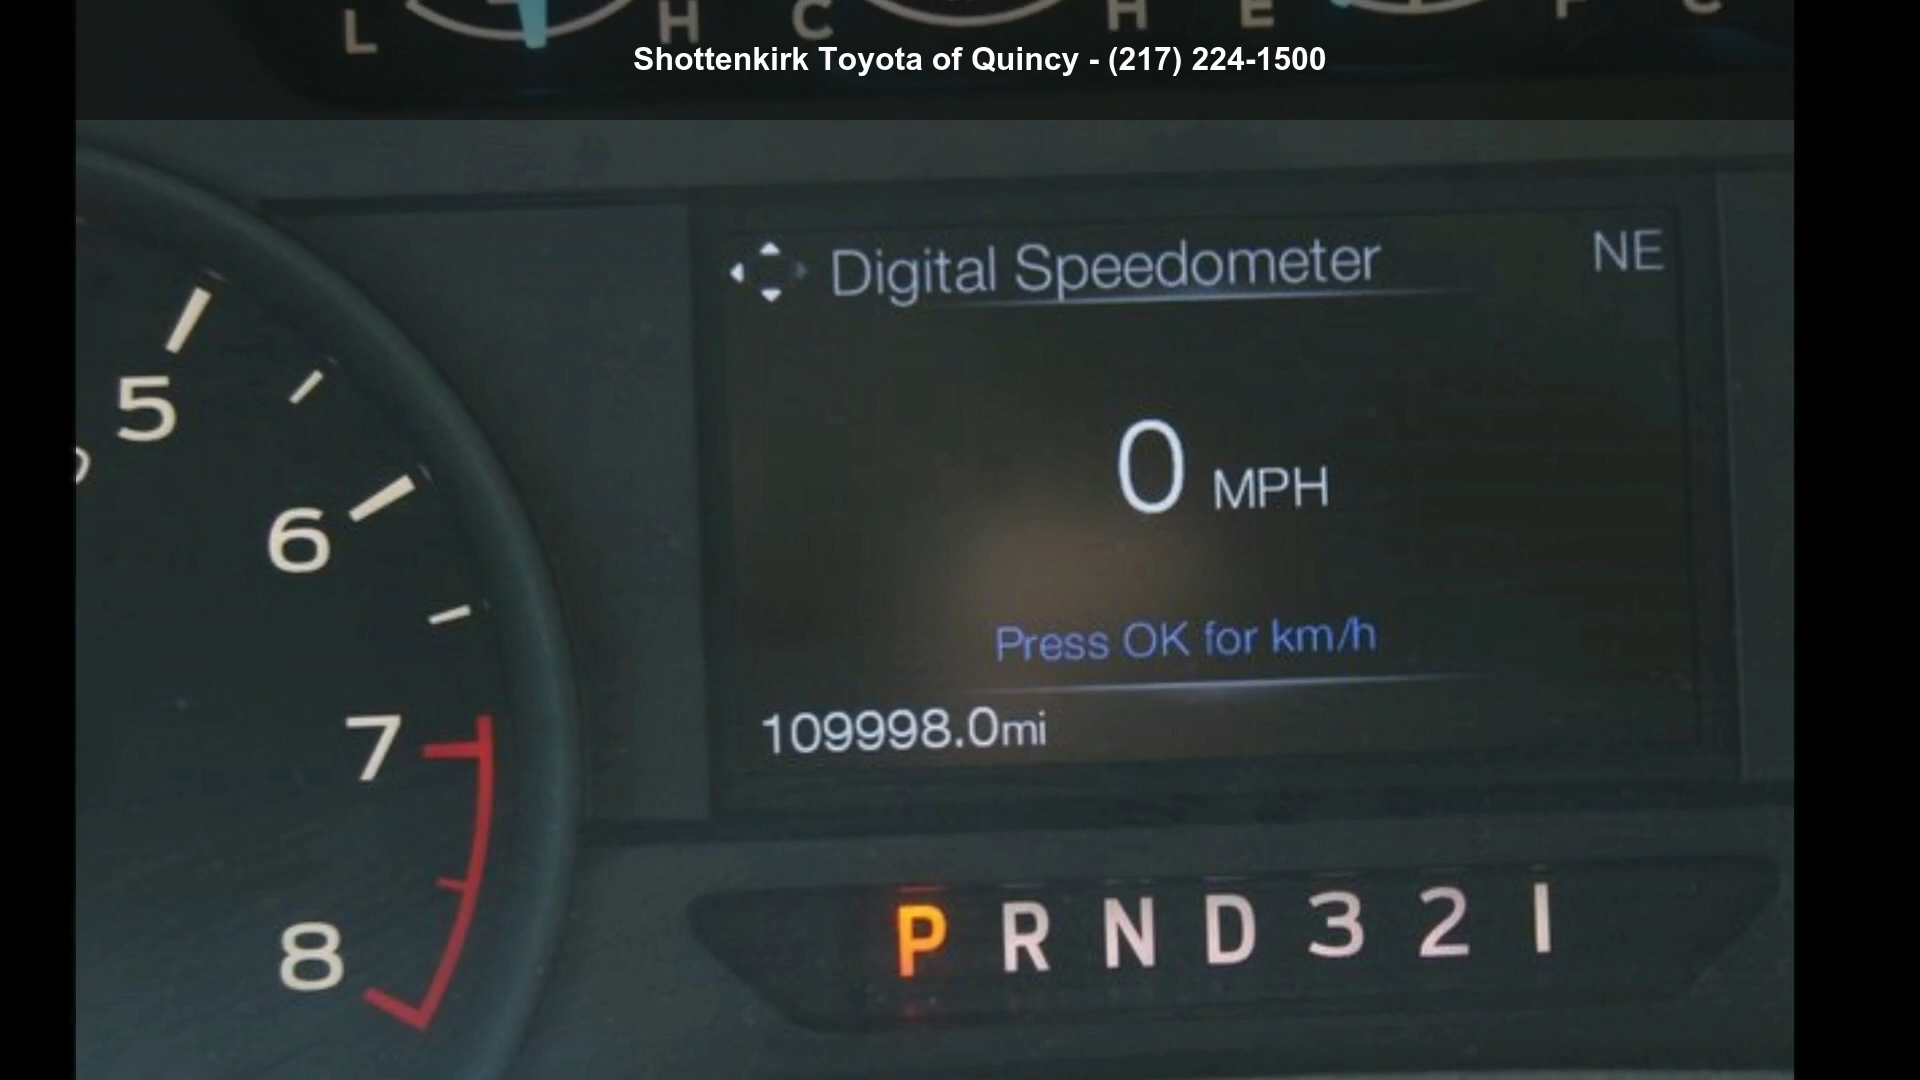 L H C H E F C
Shottenkirk Toyota of Quincy - (217) 224-1500
Digital Speedometer NE
5
6
7
8
0 MPH
Press OK for km/h
109998.0mi
P R N D 3 2 1